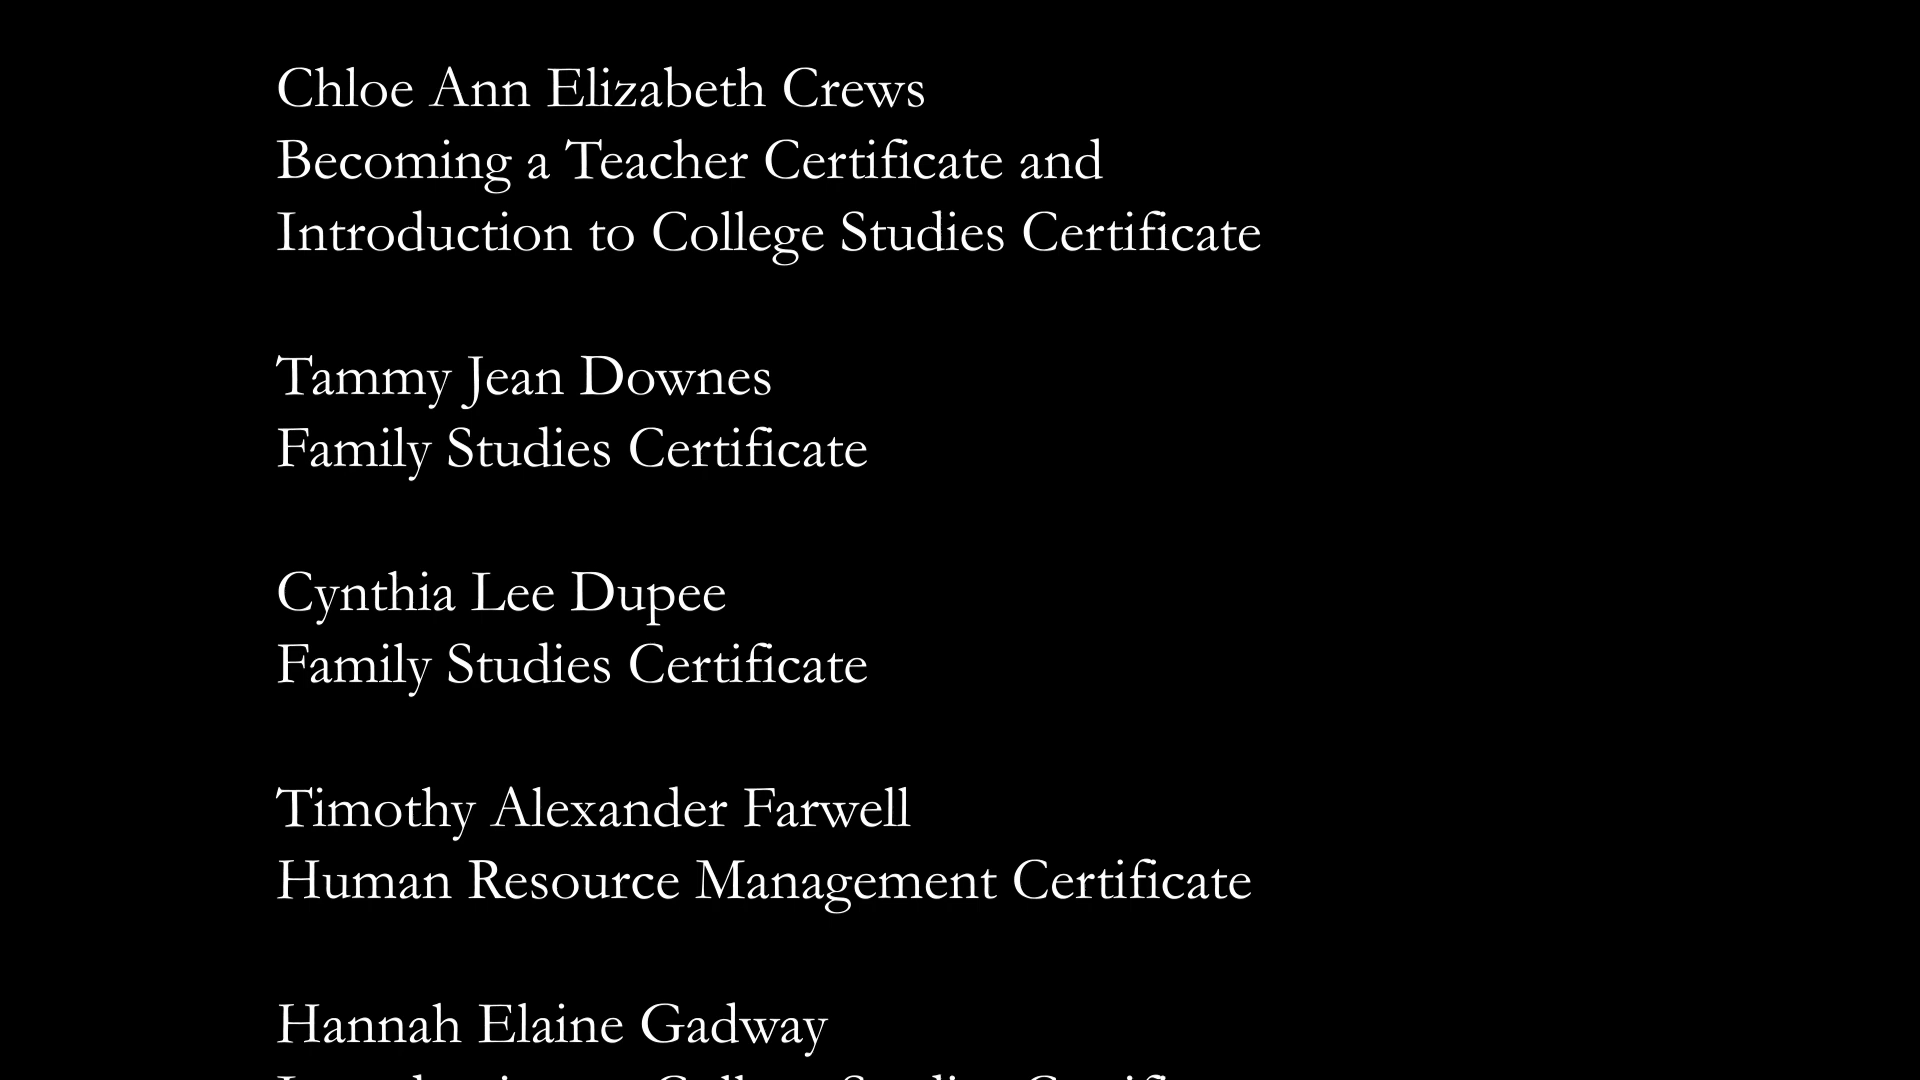 Chloe Ann Elizabeth Crews
Becoming a Teacher Certificate and
Introduction to College Studies Certificate
Tammy Jean Downes
Family Studies Certificate
Cynthia Lee Dupee
Family Studies Certificate
Timothy Alexander Farwell
Human Resource Management Certificate
Hannah Elaine Gadway